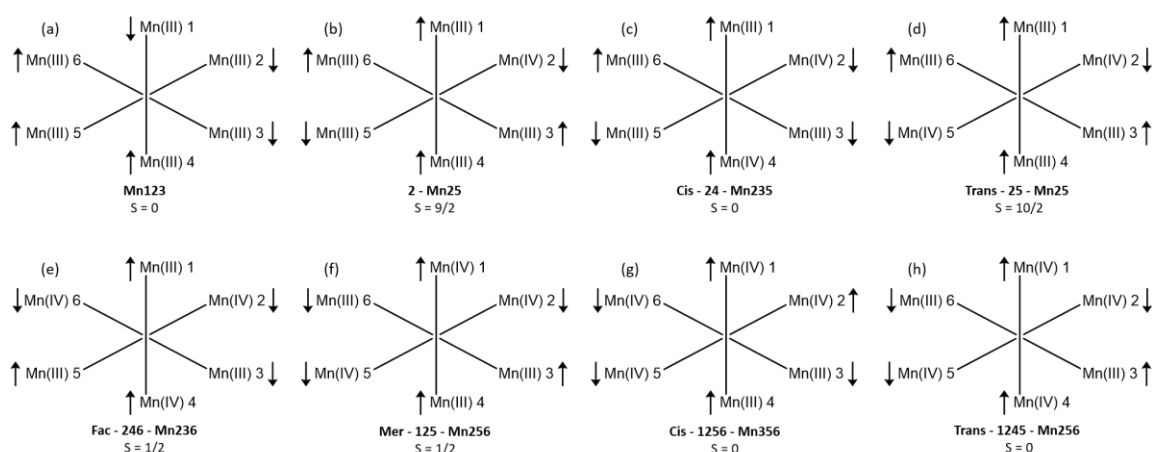 (a)
Mn(III) 1
Mn(III) 6
Mn(III) 2
Mn(III) 5
Mn(III) 3
Mn(III) 4
Mn123
S = 0
(b)
Mn(III) 1
Mn(III) 6
Mn(IV) 2
Mn(III) 5
Mn(III) 3
Mn(III) 4
2 - Mn25
S = 9/2
(c)
Mn(III) 1
Mn(III) 6
Mn(IV) 2
Mn(III) 5
Mn(III) 3
Mn(IV) 4
Cis - 24 - Mn235
S = 0
(d)
Mn(III) 1
Mn(III) 6
Mn(IV) 2
Mn(IV) 5
Mn(III) 3
Mn(III) 4
Trans - 25 - Mn25
S = 10/2
(e)
Mn(III) 1
Mn(IV) 6
Mn(IV) 2
Mn(III) 5
Mn(III) 3
Mn(IV) 4
Fac - 246 - Mn236
S = 1/2
(f)
Mn(IV) 1
Mn(III) 6
Mn(IV) 2
Mn(IV) 5
Mn(III) 3
Mn(III) 4
Mer - 125 - Mn256
S = 1/2
(g)
Mn(IV) 1
Mn(IV) 6
Mn(IV) 2
Mn(IV) 5
Mn(III) 3
Mn(III) 4
Cis - 1256 - Mn356
S = 0
(h)
Mn(IV) 1
Mn(III) 6
Mn(IV) 2
Mn(IV) 5
Mn(III) 3
Mn(IV) 4
Trans - 1245 - Mn256
S = 0